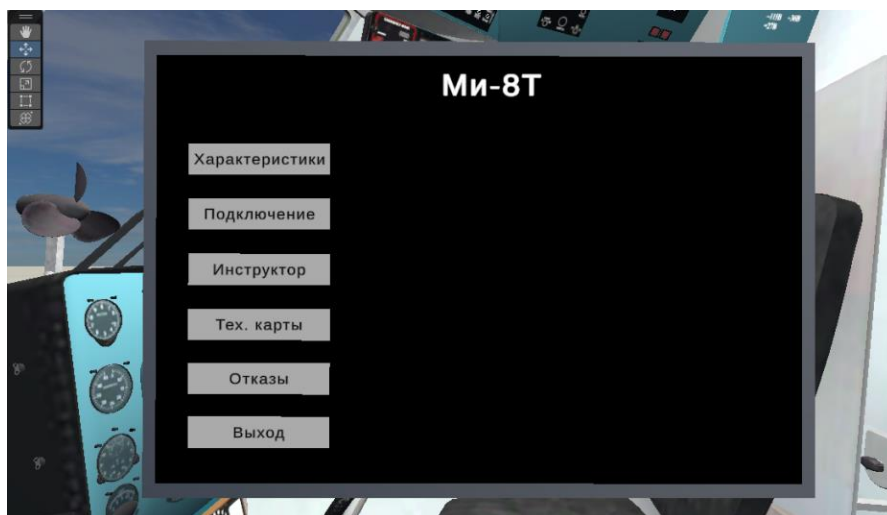 Ми-8Т
Характеристики
Подключение
Инструктор
Тех. карты
Отказы
Выход